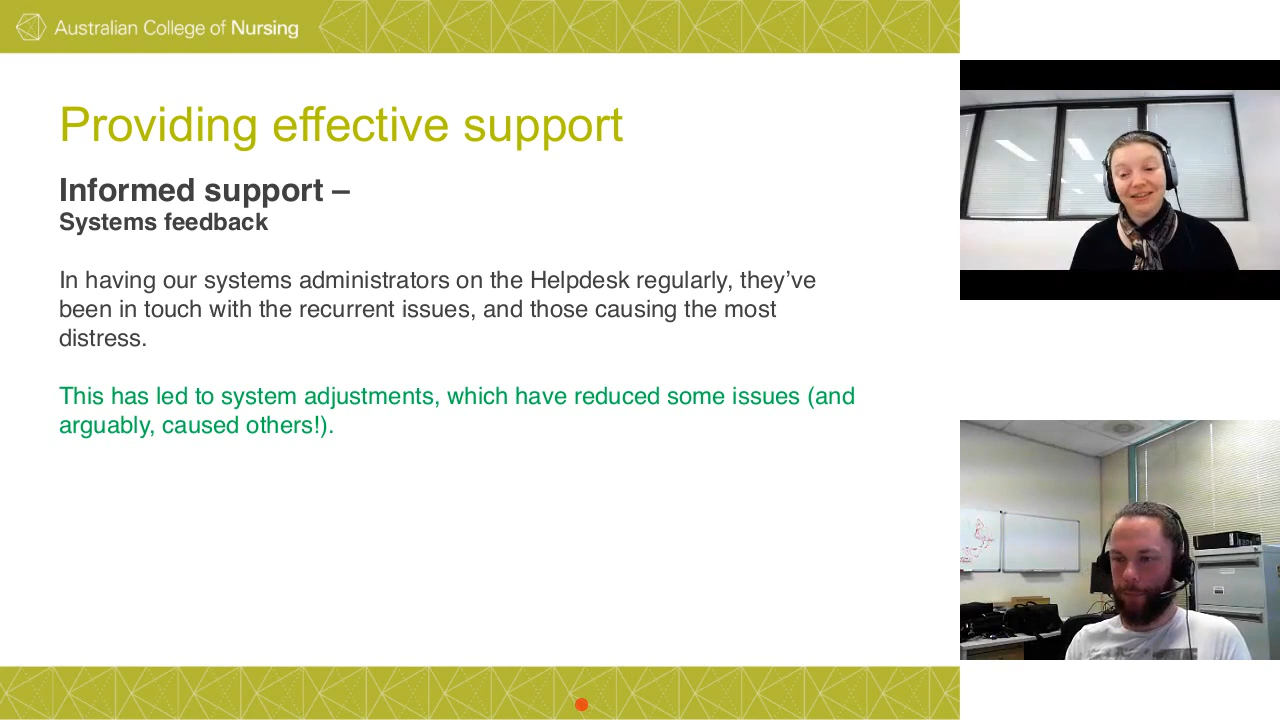 Australian College of Nursing
Providing effective support
Informed support –
Systems feedback
In having our systems administrators on the Helpdesk regularly, they’ve
been in touch with the recurrent issues, and those causing the most
distress.
This has led to system adjustments, which have reduced some issues (and
arguably, caused others!).